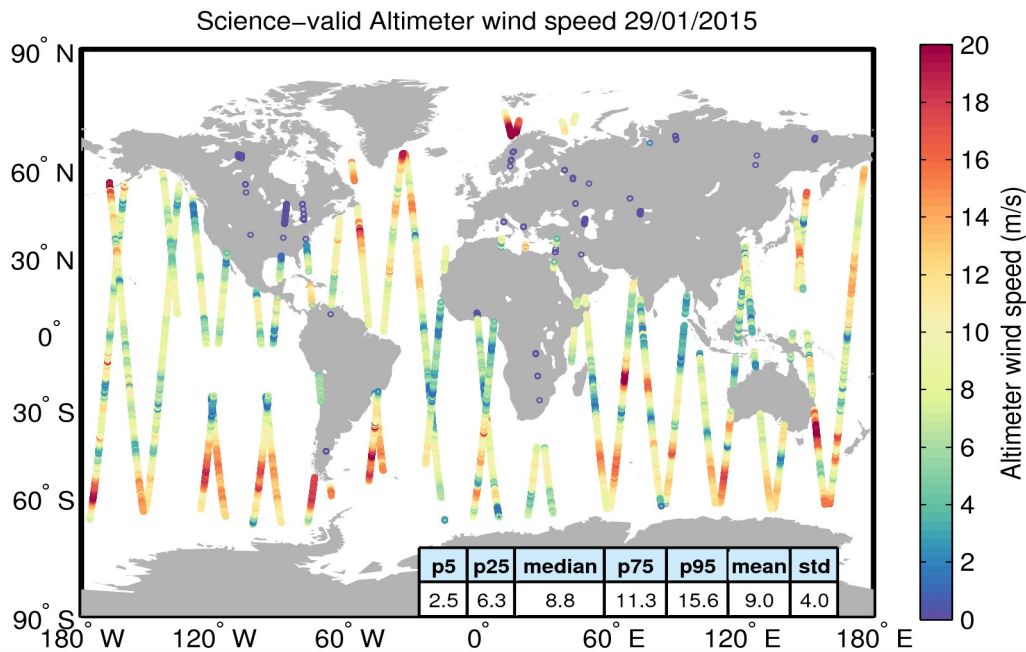 Science−valid Altimeter wind speed 29/01/2015
90° N
60° N
30° N
0°
30° S
60° S
90° S
180° W
120° W
60° W
0°
60° E
120° E
180° E
p5 p25 median p75 p95 mean std
2.5 6.3 8.8 11.3 15.6 9.0 4.0
20
18
16
14
12
10
8
6
4
2
0
Altimeter wind speed (m/s)